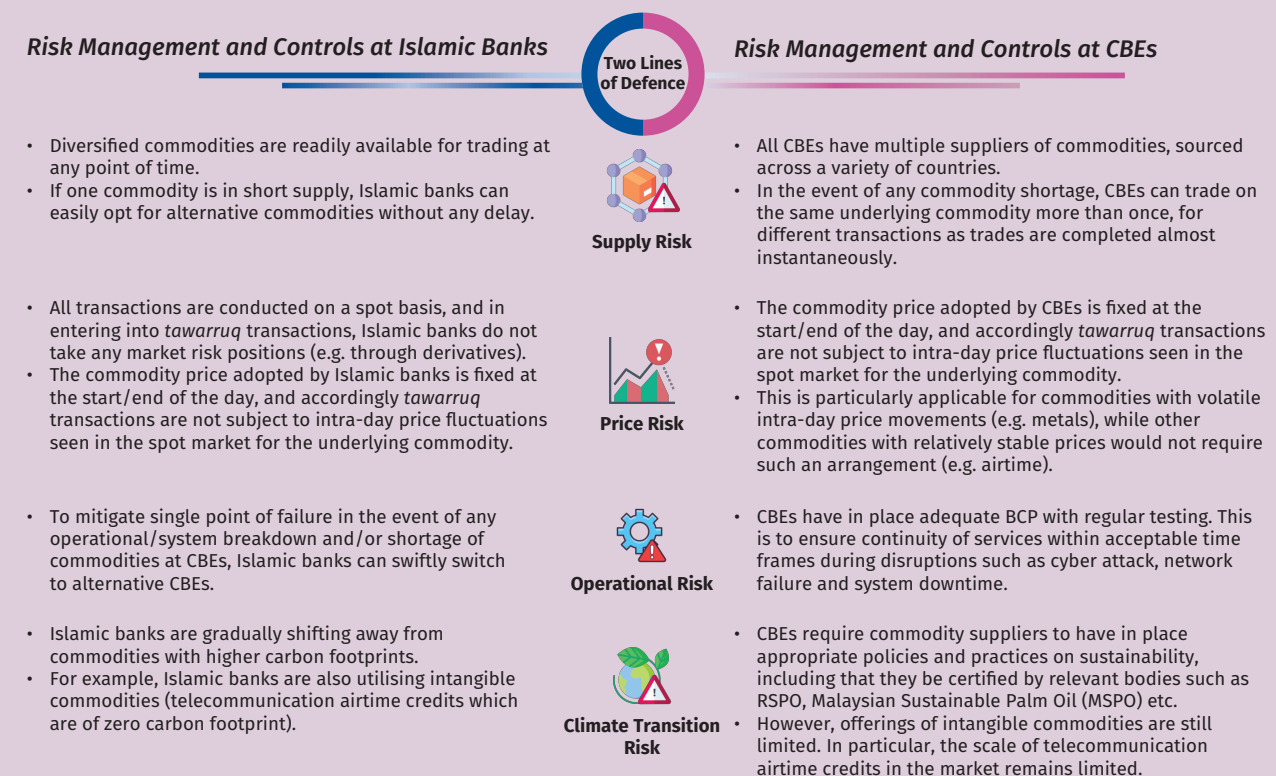 Risk Management and Controls at Islamic Banks
Two Lines
of Defence
Risk Management and Controls at CBEs
• Diversified commodities are readily available for trading at
any point of time.
• If one commodity is in short supply, Islamic banks can
easily opt for alternative commodities without any delay.
Supply Risk
• All CBEs have multiple suppliers of commodities, sourced
across a variety of countries.
• In the event of any commodity shortage, CBEs can trade on
the same underlying commodity more than once, for
different transactions as trades are completed almost
instantaneously.
• All transactions are conducted on a spot basis, and in
entering into tawarruq transactions, Islamic banks do not
take any market risk positions (e.g. through derivatives).
• The commodity price adopted by Islamic banks is fixed at
the start/end of the day, and accordingly tawarruq
transactions are not subject to intra-day price fluctuations
seen in the spot market for the underlying commodity.
Price Risk
• The commodity price adopted by CBEs is fixed at the
start/end of the day, and accordingly tawarruq transactions
are not subject to intra-day price fluctuations seen in the
spot market for the underlying commodity.
• This is particularly applicable for commodities with volatile
intra-day price movements (e.g. metals), while other
commodities with relatively stable prices would not require
such an arrangement (e.g. airtime).
• To mitigate single point of failure in the event of any
operational/system breakdown and/or shortage of
commodities at CBEs, Islamic banks can swiftly switch
to alternative CBEs.
Operational Risk
• CBEs have in place adequate BCP with regular testing. This
is to ensure continuity of services within acceptable time
frames during disruptions such as cyber attack, network
failure and system downtime.
• Islamic banks are gradually shifting away from
commodities with higher carbon footprints.
• For example, Islamic banks are also utilising intangible
commodities (telecommunication airtime credits which
are of zero carbon footprint).
Climate Transition
Risk
• CBEs require commodity suppliers to have in place
appropriate policies and practices on sustainability,
including that they be certified by relevant bodies such as
RSPO, Malaysian Sustainable Palm Oil (MSPO) etc.
• However, offerings of intangible commodities are still
limited. In particular, the scale of telecommunication
airtime credits in the market remains limited.